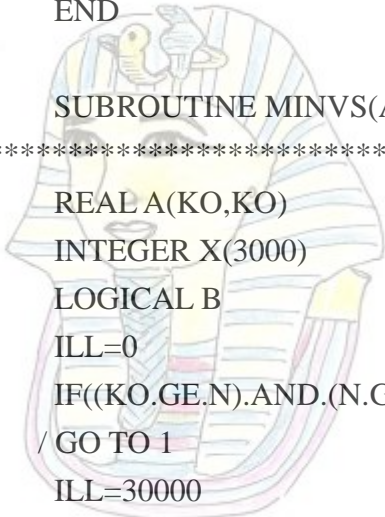 END
SUBROUTINE MINVS(
*****************************
REAL A(KO,KO)
INTEGER X(3000)
LOGICAL B
ILL=0
IF((KO.GE.N).AND.(N.
/ GO TO 1
ILL=30000